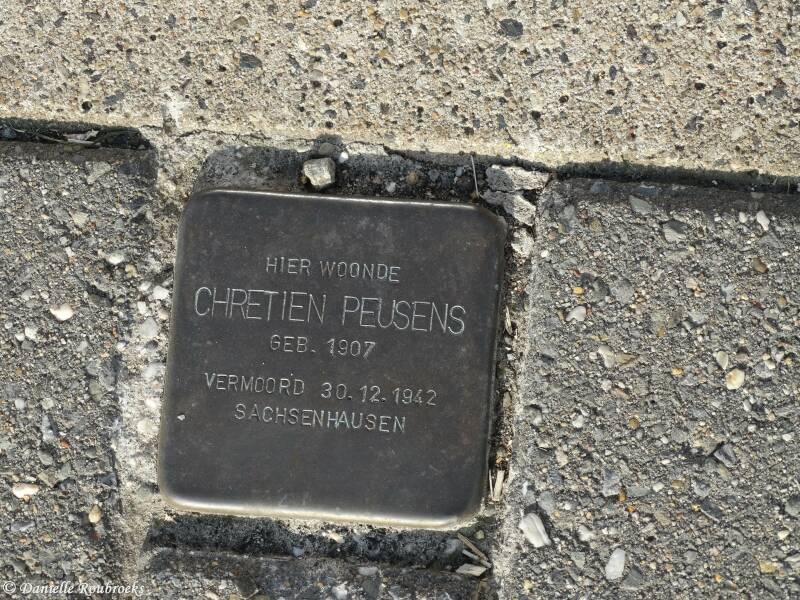 HIER WOONDE
CHRETIEN PEUSENS
GEB. 1907
VERMOORD 30.12.1942
SACHSENHAUSEN
© Danielle Roubroeks